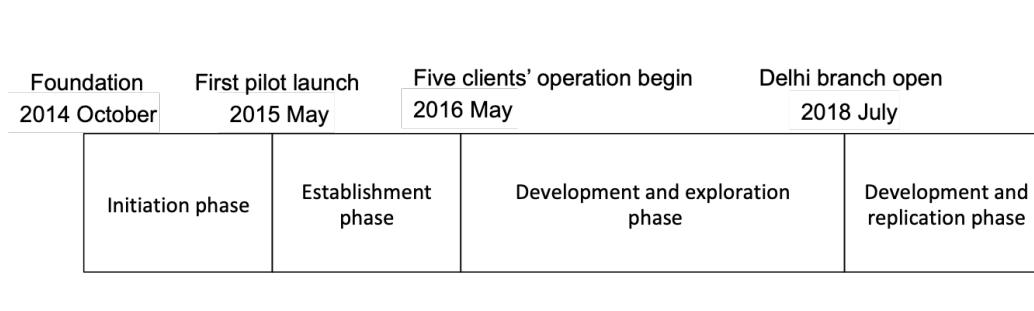 Foundation
2014 October
First pilot launch
2015 May
Five clients’ operation begin
2016 May
Delhi branch open
2018 July
Initiation phase
Establishment
phase
Development and exploration
phase
Development and
replication phase